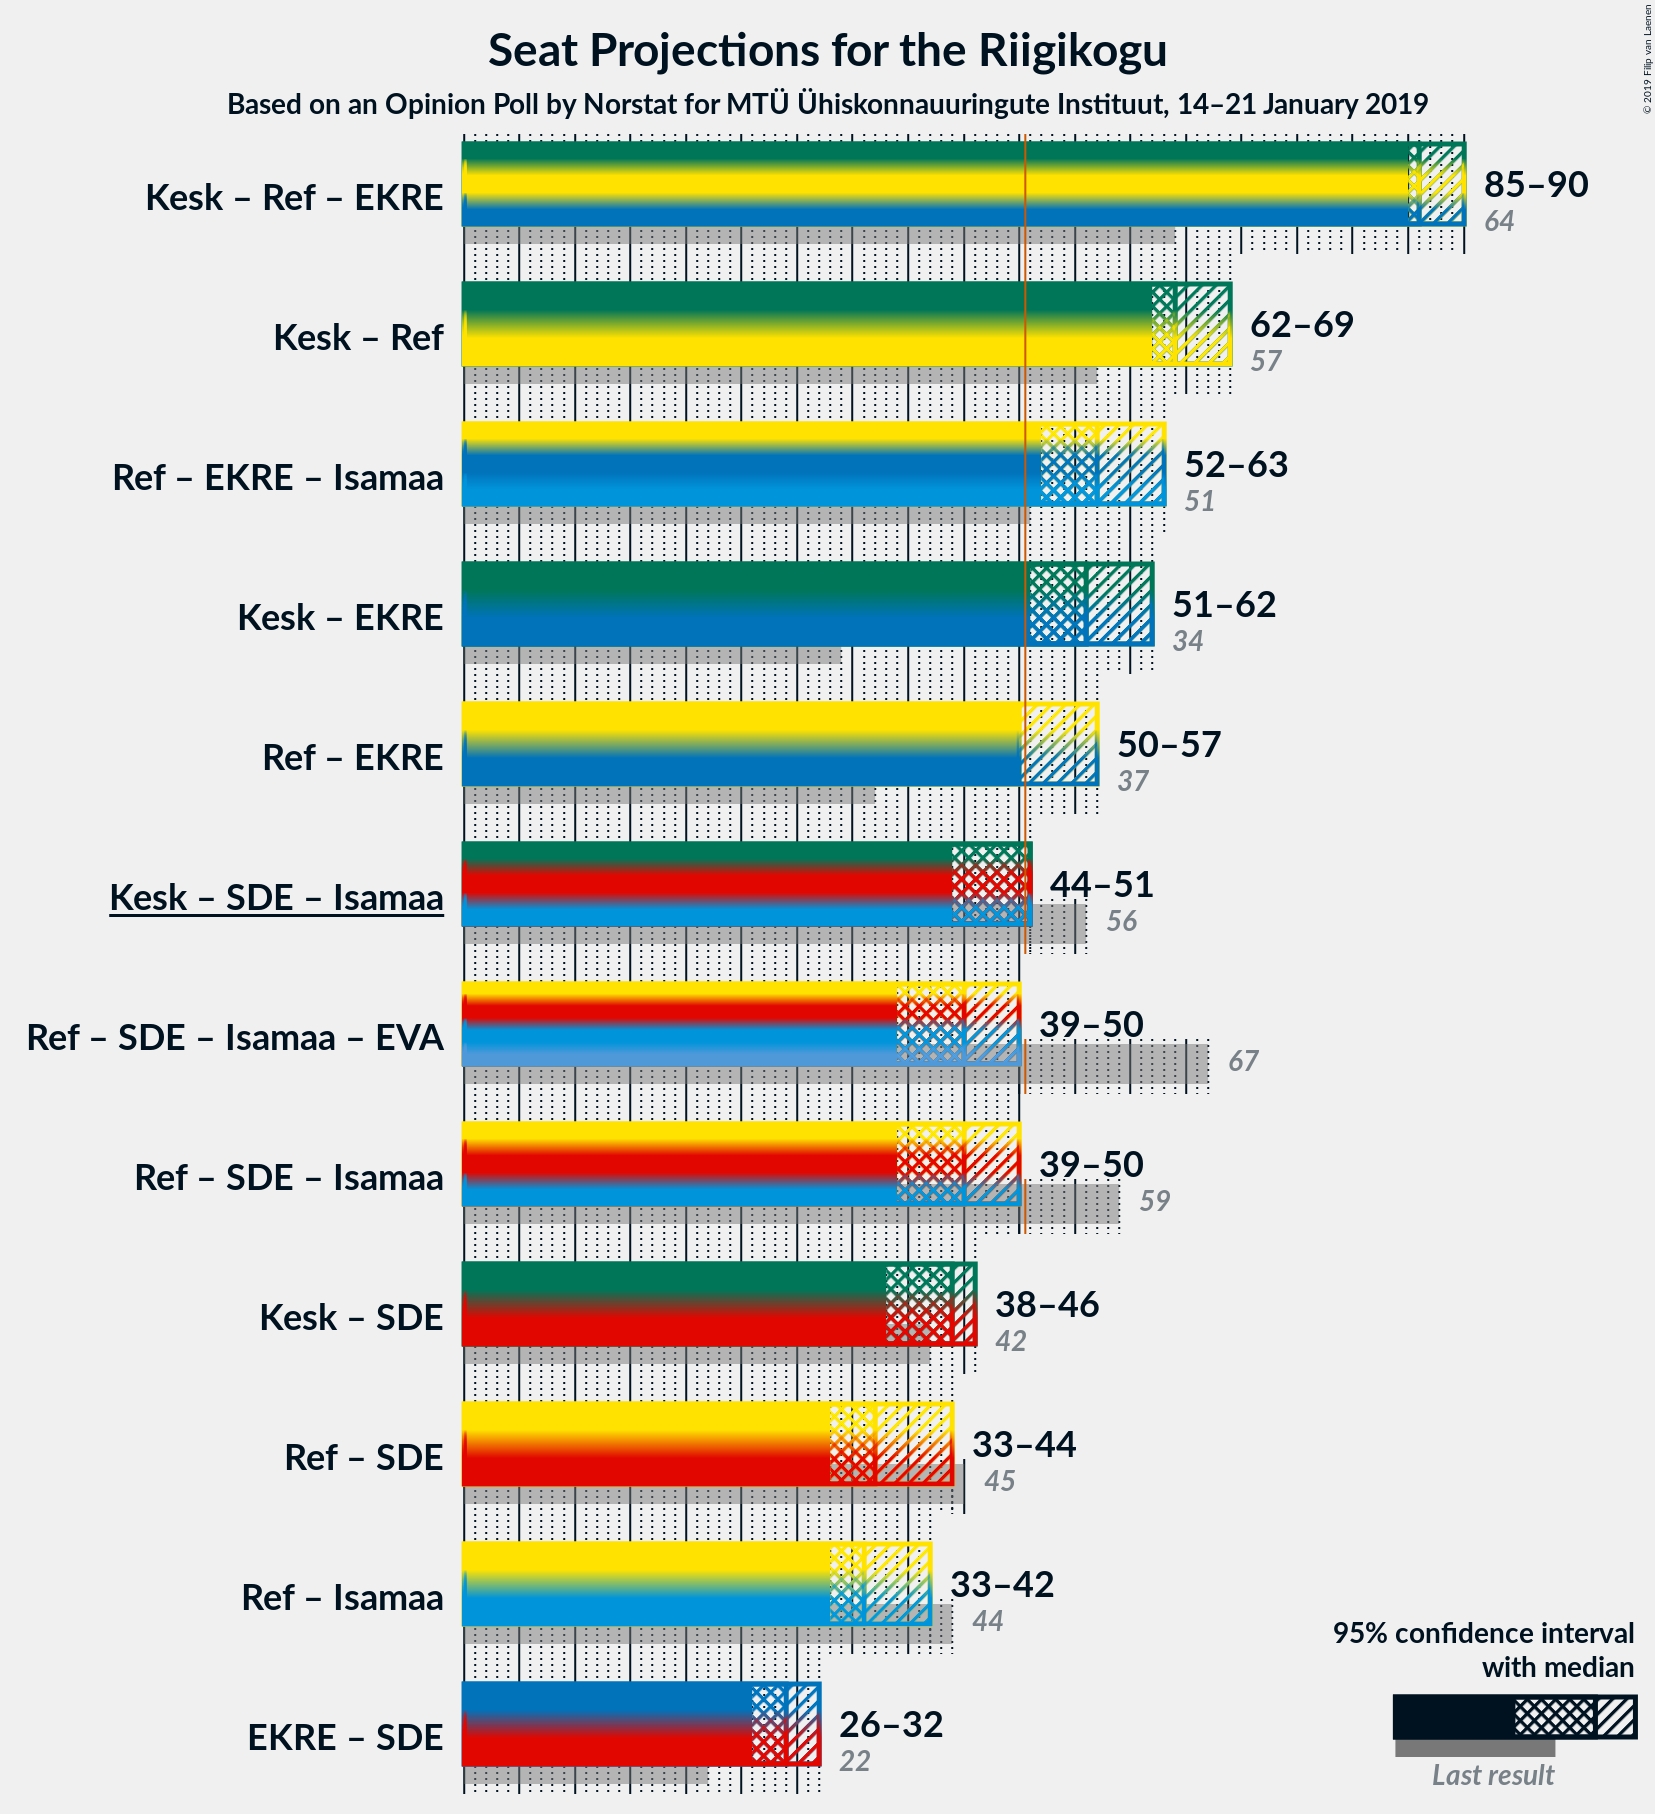 © 2019 Filip van Laenen
Seat Projections for the Riigikogu
Based on an Opinion Poll by Norstat for MTÜ Ühiskonnauuringute Instituut, 14–21 January 2019
Kesk – Ref – EKRE
85–90
64
Kesk – Ref
62–69
57
Ref – EKRE – Isamaa
52–63
51
Kesk – EKRE
51–62
34
Ref – EKRE
50–57
37
Kesk – SDE – Isamaa
44–51
56
Ref – SDE – Isamaa – EVA
39–50
67
Ref – SDE – Isamaa
39–50
59
Kesk – SDE
38–46
42
Ref – SDE
33–44
45
Ref – Isamaa
33–42
44
EKRE – SDE
26–32
22
95% confidence interval
with median
Last result